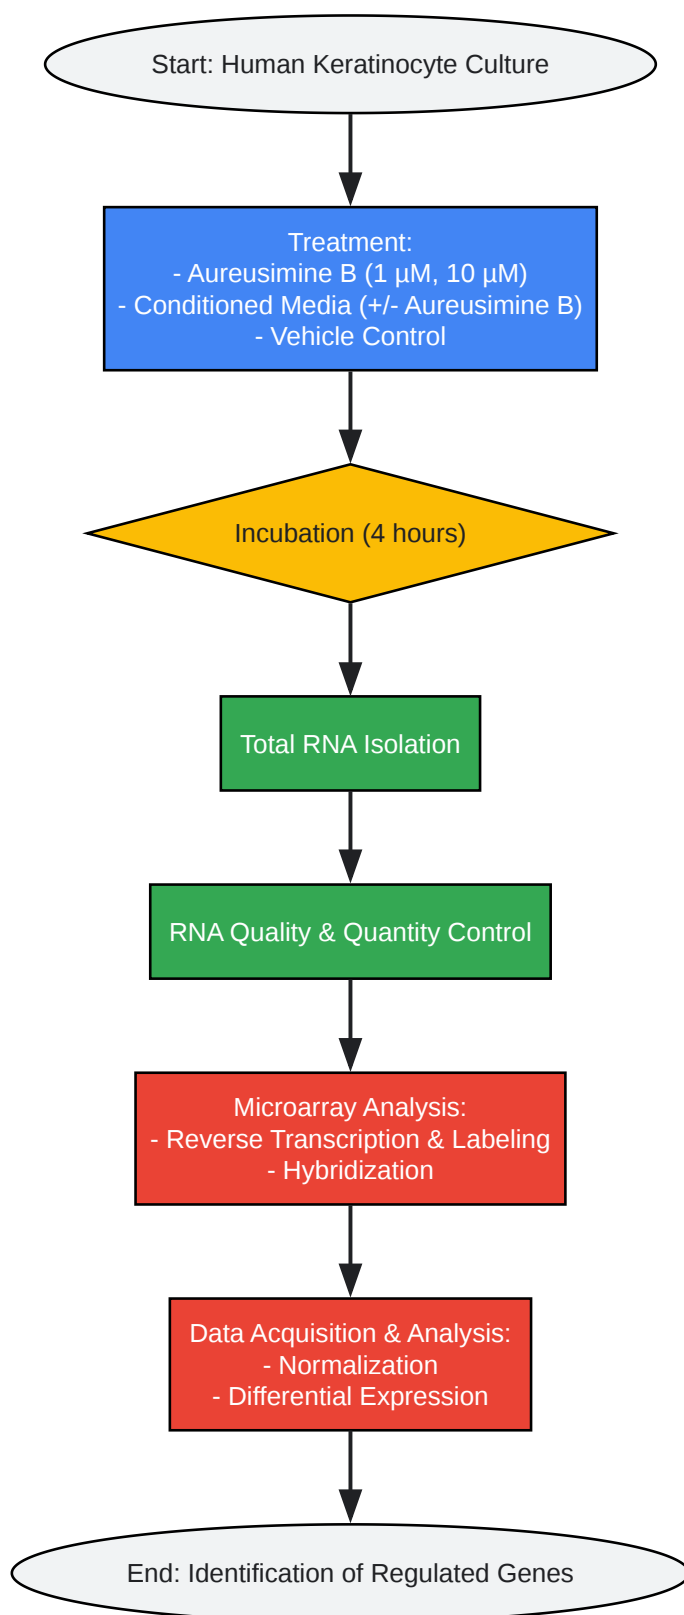 Start: Human Keratinocyte Culture
Treatment:
- Aureusimine B (1 µM, 10 µM)
- Conditioned Media (+/- Aureusimine B)
- Vehicle Control
Incubation (4 hours)
Total RNA Isolation
RNA Quality & Quantity Control
Microarray Analysis:
- Reverse Transcription & Labeling
- Hybridization
Data Acquisition & Analysis:
- Normalization
- Differential Expression
End: Identification of Regulated Genes